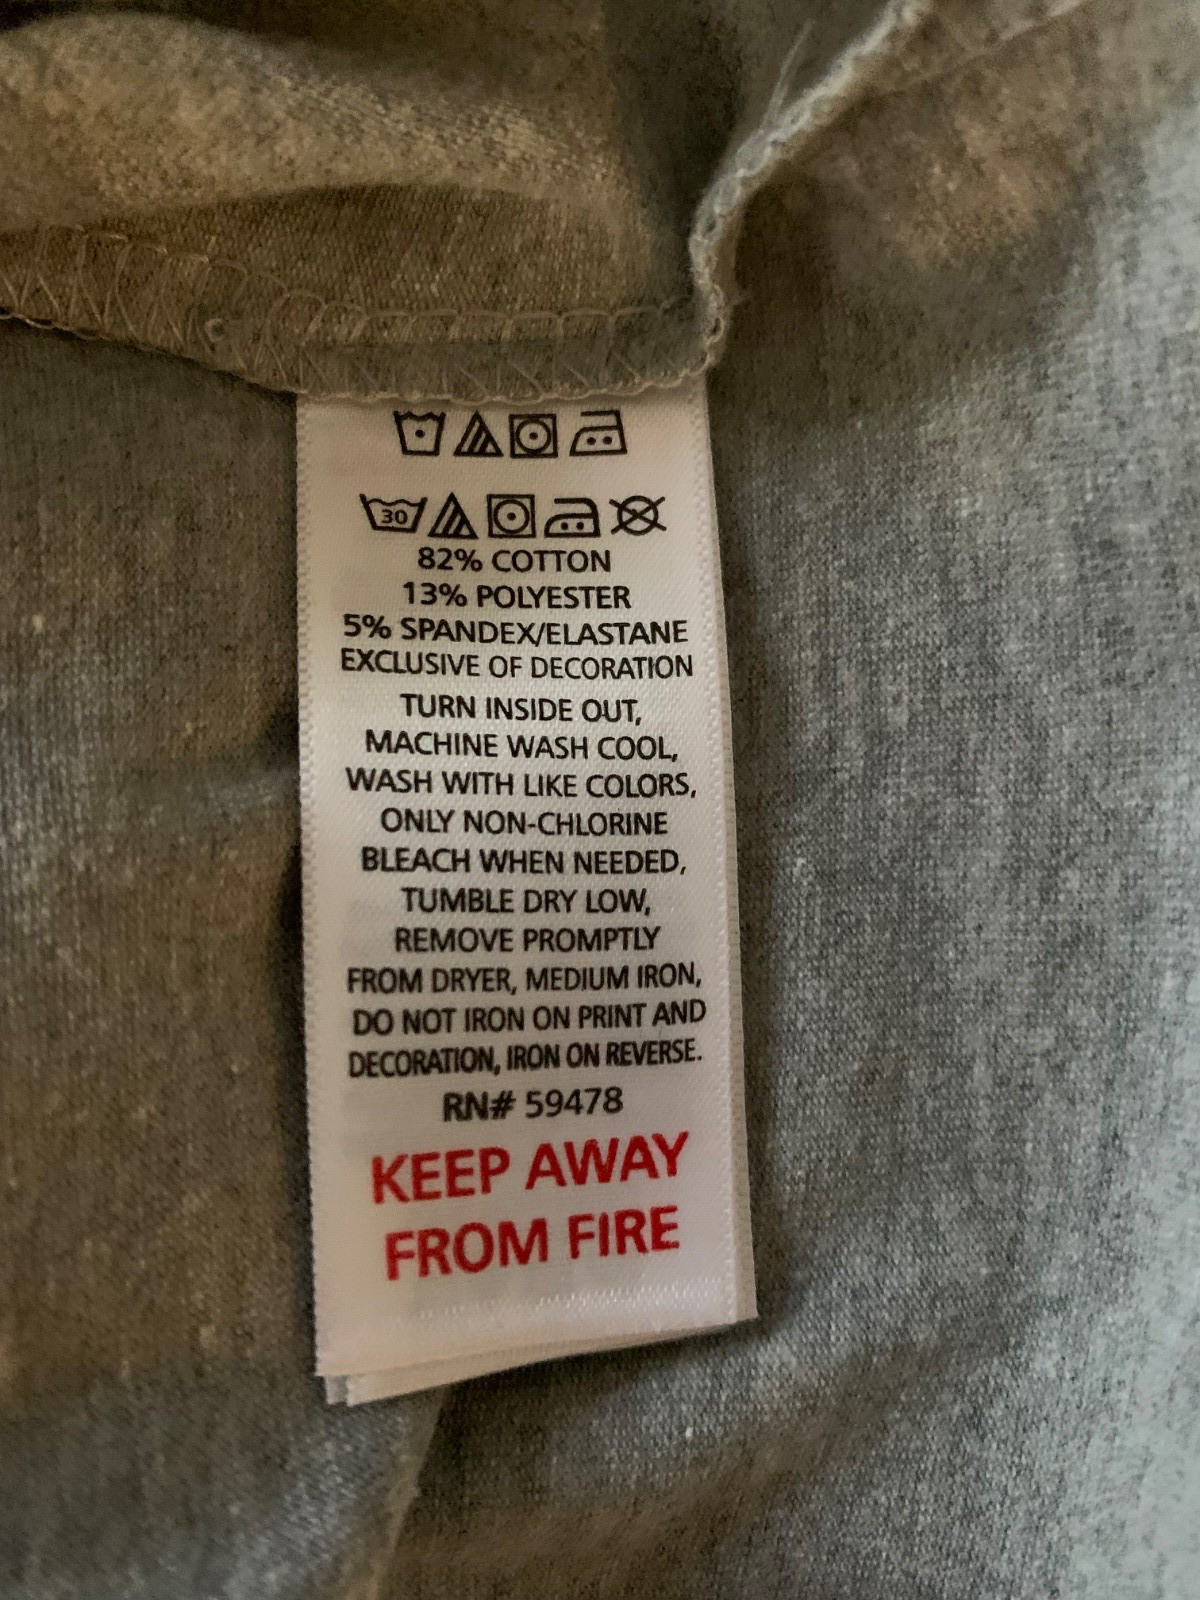 30
82% COTTON
13% POLYESTER
5% SPANDEX/ELASTANE
EXCLUSIVE OF DECORATION
TURN INSIDE OUT,
MACHINE WASH COOL,
WASH WITH LIKE COLORS,
ONLY NON-CHLORINE
BLEACH WHEN NEEDED,
TUMBLE DRY LOW,
REMOVE PROMPTLY
FROM DRYER, MEDIUM IRON,
DO NOT IRON ON PRINT AND
DECORATION, IRON ON REVERSE.
RN# 59478
KEEP AWAY
FROM FIRE